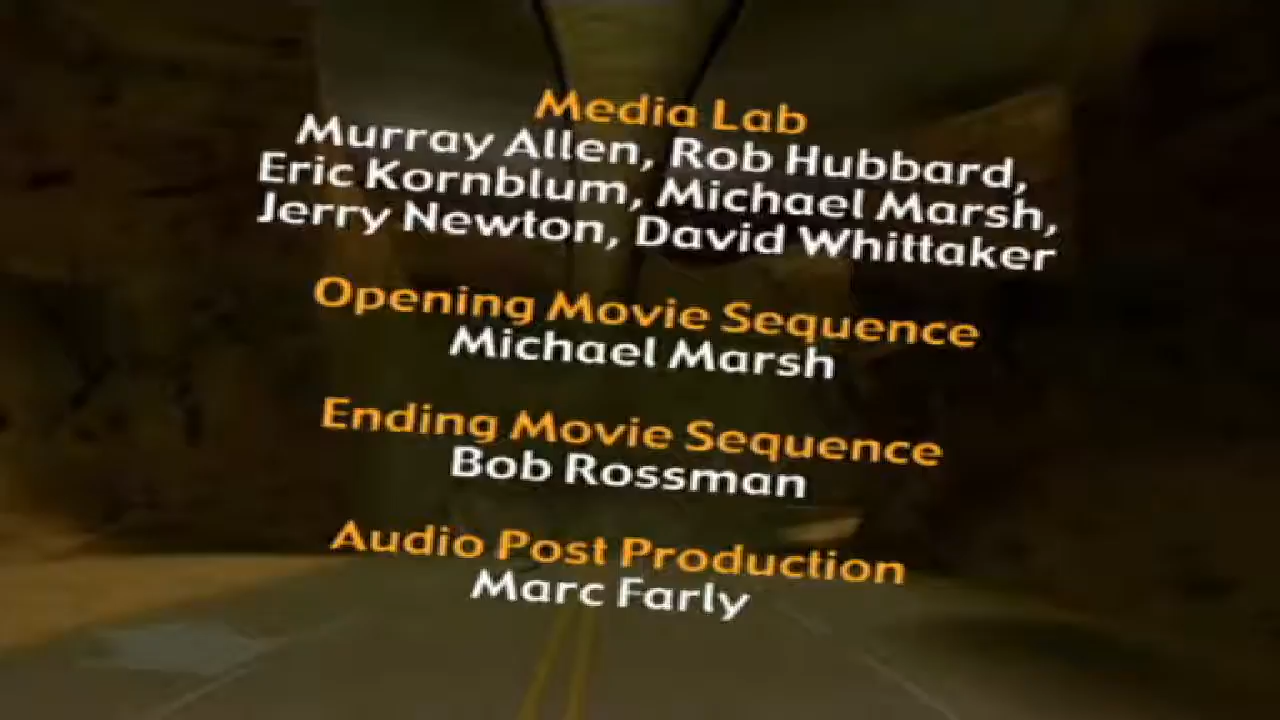 Media Lab
Murray Allen, Rob Hubbard,
Eric Kornblum, Michael Marsh,
Jerry Newton, David Whittaker
Opening Movie Sequence
Michael Marsh
Ending Movie Sequence
Bob Rossman
Audio Post Production
Marc Farly